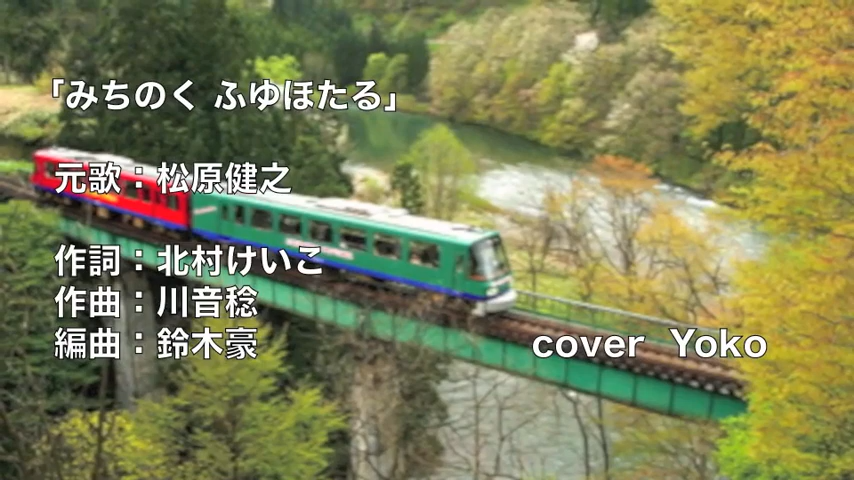 「みちのく ふゆほたる」
元歌：松原健之
作詞：北村けいこ
作曲：川音稔
編曲：鈴木豪
cover Yoko